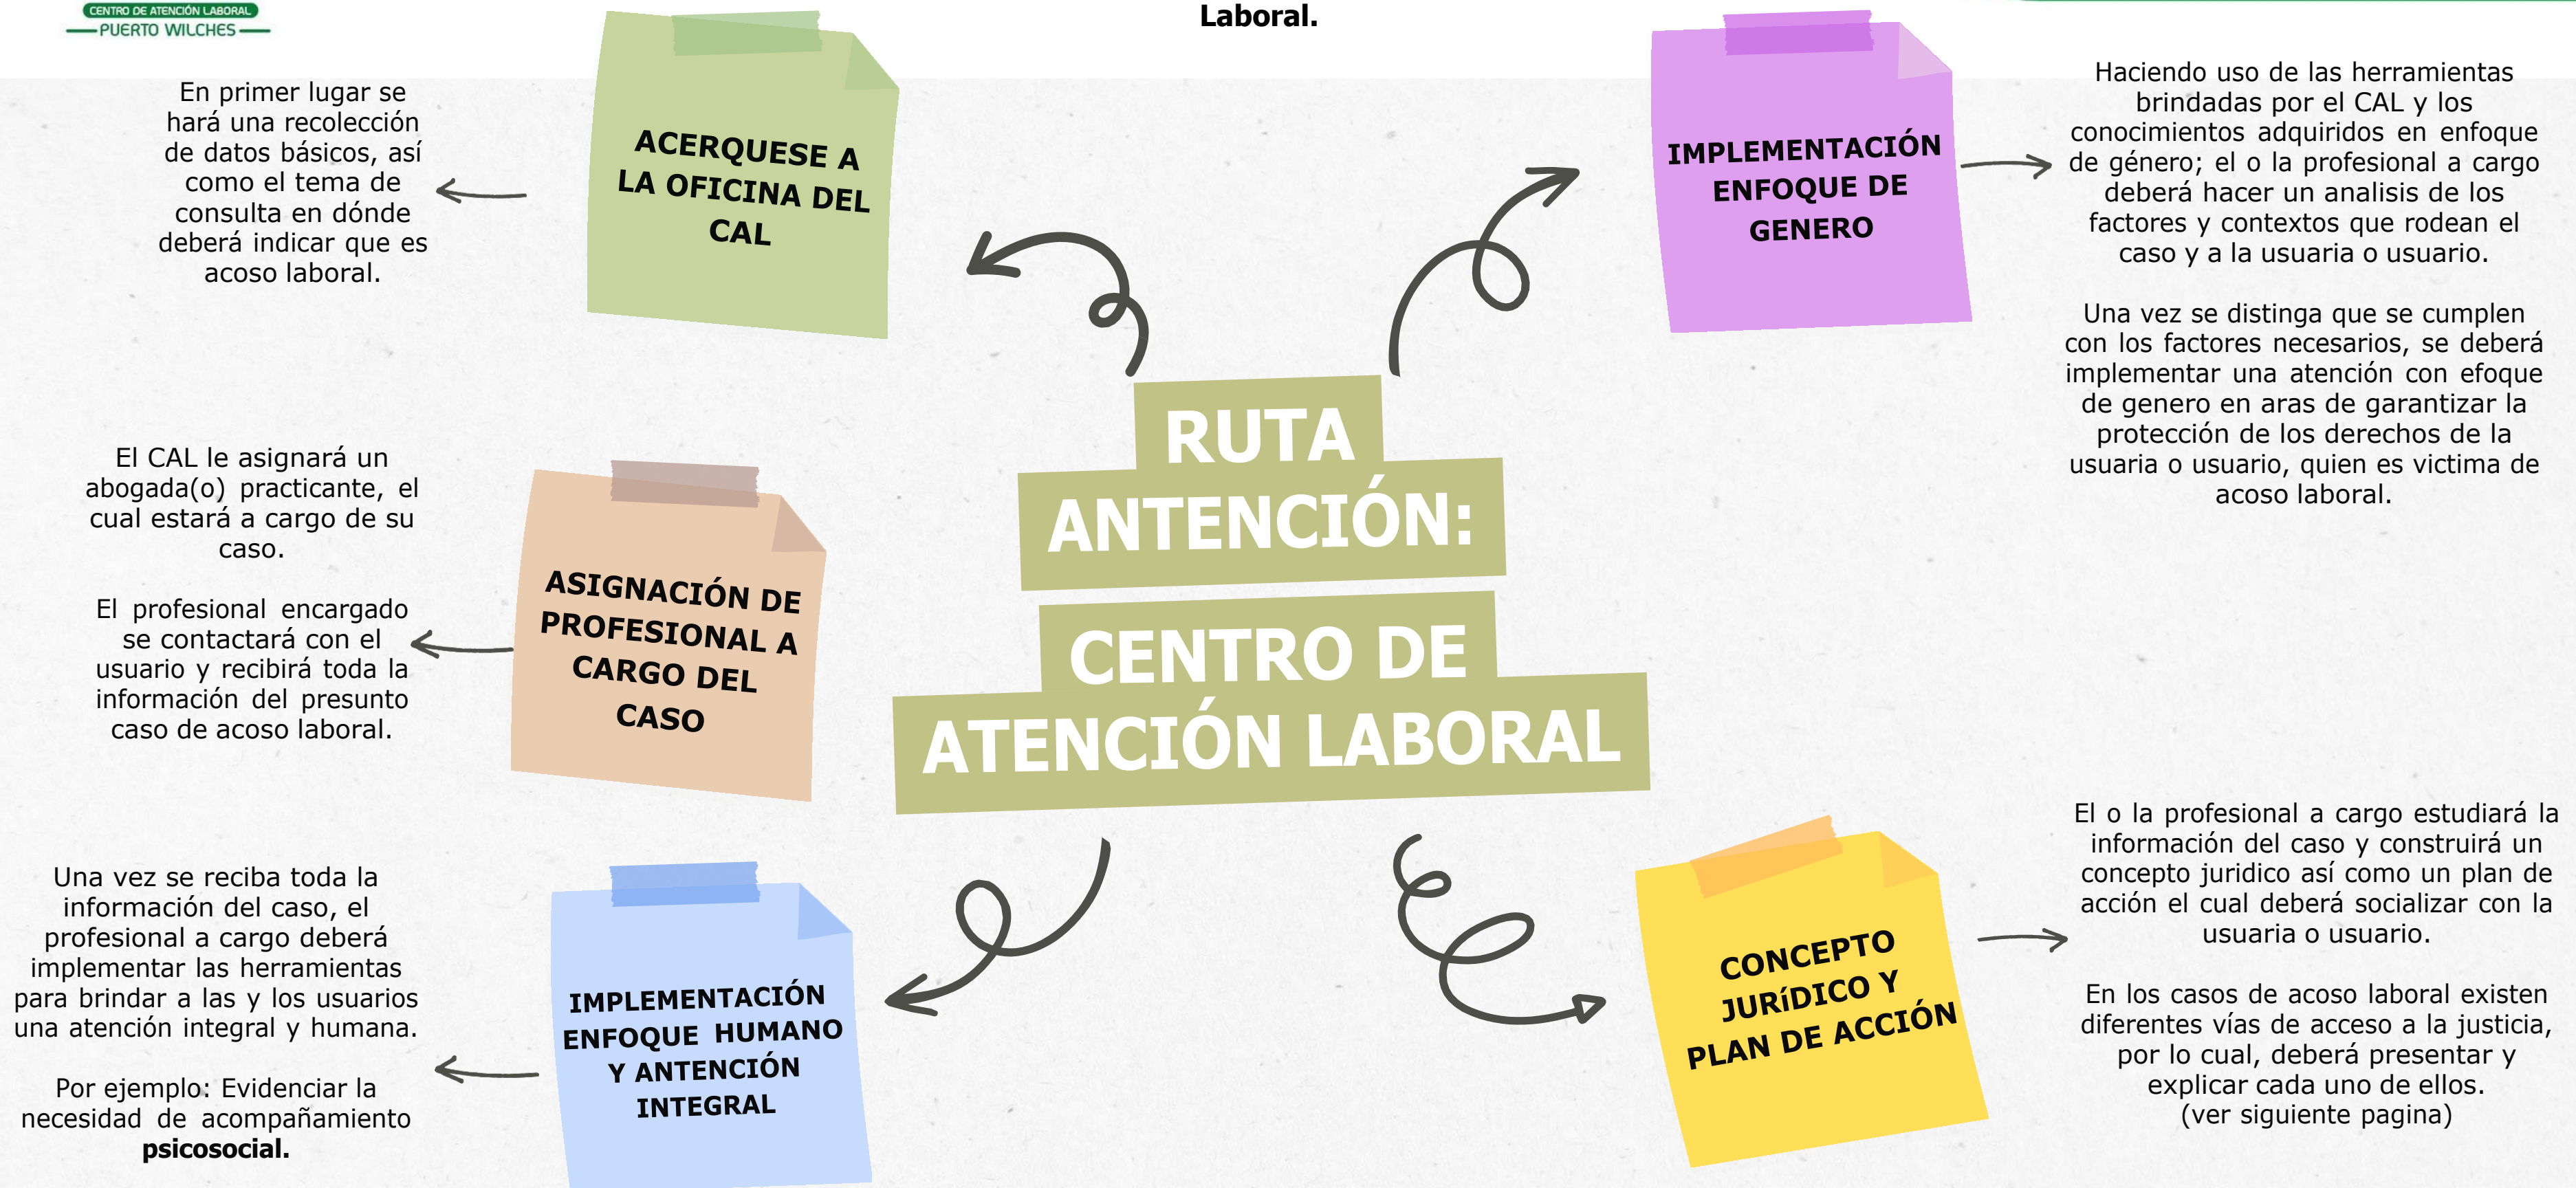 CENTRO DE ATENCIÓN LABORAL
PUERTO WILCHES
Laboral.
En primer lugar se
hará una recolección
de datos básicos, así
como el tema de
consulta en dónde
deberá indicar que es
acoso laboral.
ACERQUESE A
LA OFICINA DEL
CAL
El CAL le asignará un
abogada(o) practicante, el
cual estará a cargo de su
caso.
El profesional encargado
se contactará con el
usuario y recibirá toda la
información del presunto
caso de acoso laboral.
ASIGNACIÓN DE
PROFESIONAL A
CARGO DEL
CASO
Una vez se reciba toda la
información del caso, el
profesional a cargo deberá
implementar las herramientas
para brindar a las y los usuarios
una atención integral y humana.
Por ejemplo: Evidenciar la
necesidad de acompañamiento
psicosocial.
IMPLEMENTACIÓN
ENFOQUE HUMANO
Y ANTENCIÓN
INTEGRAL
RUTA
ANTENCIÓN:
CENTRO DE
ATENCIÓN LABORAL
IMPLEMENTACIÓN
ENFOQUE DE
GENERO
Haciendo uso de las herramientas
brindadas por el CAL y los
conocimientos adquiridos en enfoque
de género; el o la profesional a cargo
deberá hacer un analisis de los
factores y contextos que rodean el
caso y a la usuaria o usuario.
Una vez se distinga que se cumplen
con los factores necesarios, se deberá
implementar una atención con efoque
de genero en aras de garantizar la
protección de los derechos de la
usuaria o usuario, quien es victima de
acoso laboral.
CONCEPTO
JURíDICO Y
PLAN DE ACCIÓN
El o la profesional a cargo estudiará la
información del caso y construirá un
concepto juridico así como un plan de
acción el cual deberá socializar con la
usuaria o usuario.
En los casos de acoso laboral existen
diferentes vías de acceso a la justicia,
por lo cual, deberá presentar y
explicar cada uno de ellos.
(ver siguiente pagina)